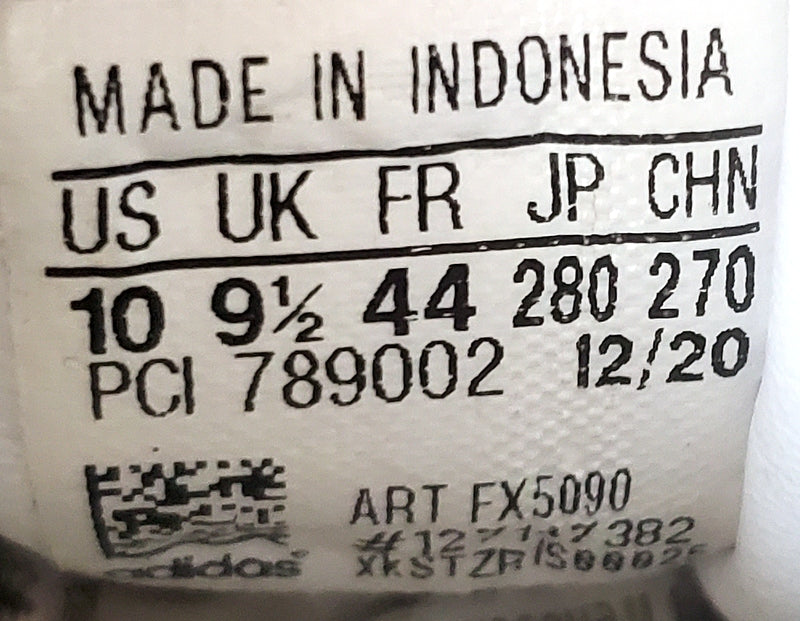 MADE IN INDONESIA
US UK FR JP CHN
10 9½ 44 280 270
PCI 789002 12/20
ART FX5090
adidas